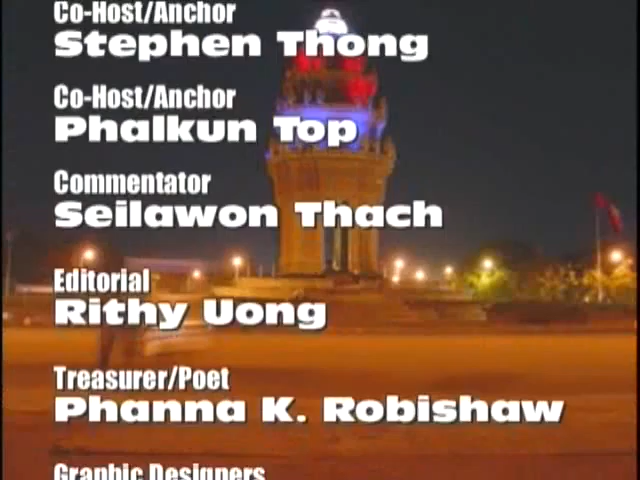 Co-Host/Anchor
Stephen Thong
Co-Host/Anchor
Phalkun Top
Commentator
Seilawon Thach
Editorial
Rithy Uong
Treasurer/Poet
Phanna K. Robishaw
Graphic Designers